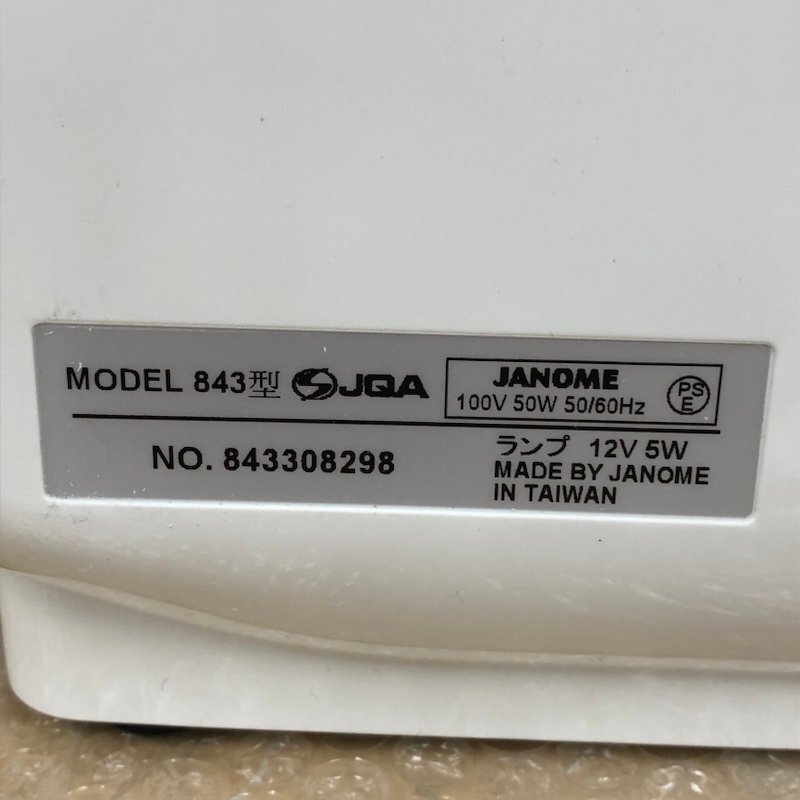 MODEL 843型 JQA
JANOME
100V 50W 50/60Hz
PS
E
NO. 843308298
ランプ 12V 5W
MADE BY JANOME
IN TAIWAN